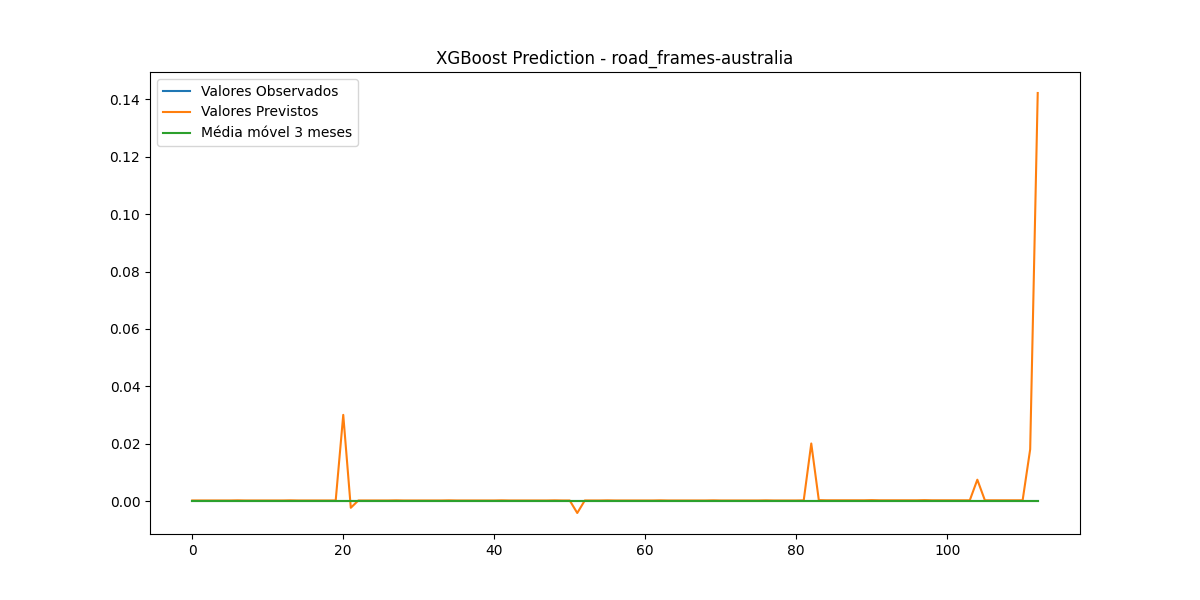 XGBoost Prediction - road_frames-australia
Valores Observados
Valores Previstos
Média móvel 3 meses
0.14
0.12
0.10
0.08
0.06
0.04
0.02
0.00
0 20 40 60 80 100